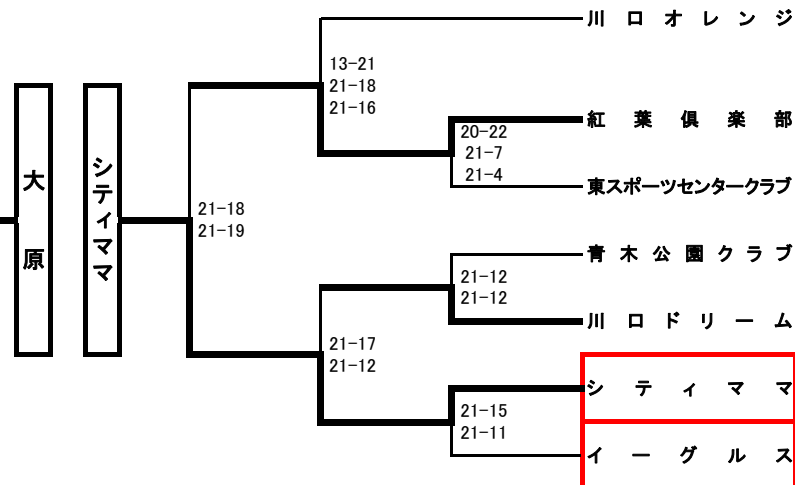 大原
シティママ
川口オレンジ
13-21
21-18
21-16
紅葉倶楽部
20-22
21-7
21-4
東スポーツセンタークラブ
21-18
21-19
青木公園クラブ
21-12
21-12
川口ドリーム
21-17
21-12
シティママ
21-15
21-11
イーグルス